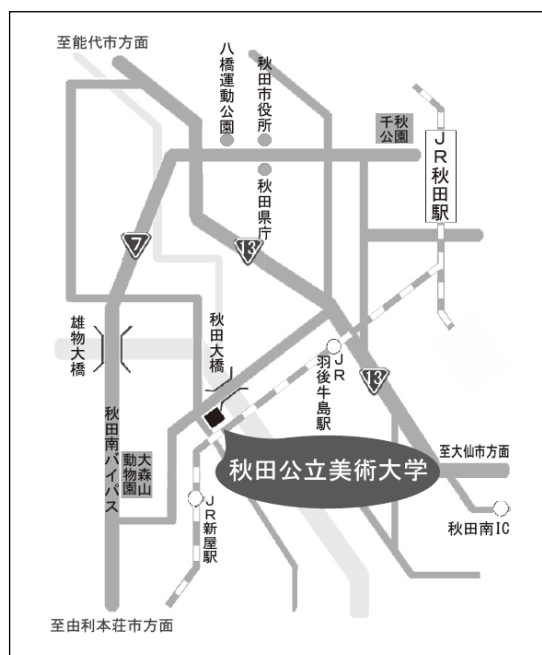 至能代市方面
八橋運動公園
秋田市役所
千秋
公園
JR秋田駅
秋田県庁
7
13
雄物大橋
秋田大橋
JR
羽後牛島駅
13
秋田南バイパス
大森山
動物園
秋田公立美術大学
至大仙市方面
JR新屋駅
秋田南IC
至由利本荘市方面